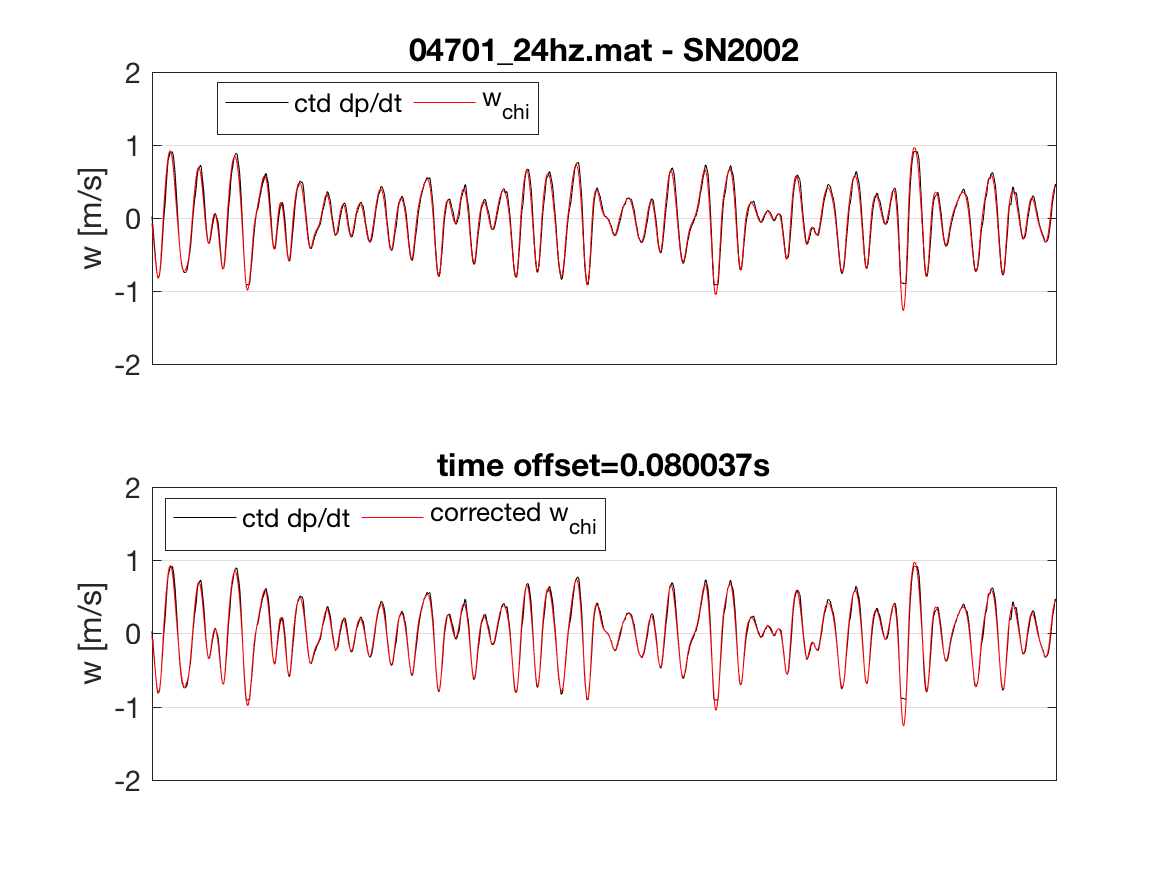 04701_24hz.mat - SN2002
2
ctd dp/dt w_chi
1
w [m/s]
0
-1
-2
time offset=0.080037s
2
ctd dp/dt corrected w_chi
1
w [m/s]
0
-1
-2